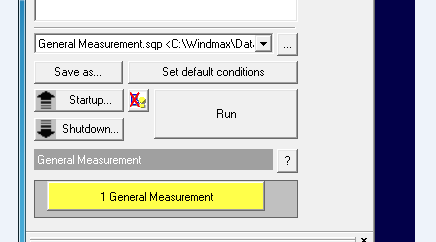 General Measurement.sqp <C:\Windmax\Dat
...
Save as...
Set default conditions
Startup...
Run
Shutdown...
General Measurement
?
1 General Measurement
x